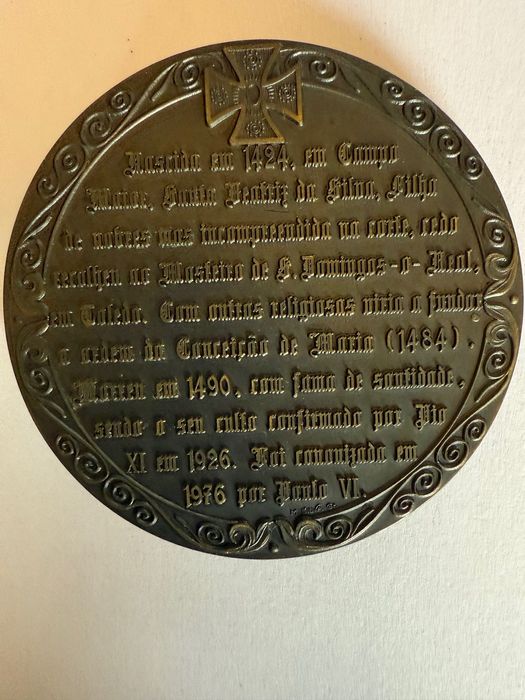 Nascida em 1424, em Campo
Maior, Santa Beatriz da Silva, Filha
de nobres mas incompreendida na corte, cedo
recolheu ao Mosteiro de S. Domingos-o-Real,
em Toledo. Com outras religiosas viria a fundar
a ordem da Conceição de Maria (1484).
Morreu em 1490, com fama de santidade,
sendo o seu culto confirmado por Pio
XI em 1926. Foi canonizada em
1976 por Paulo VI.